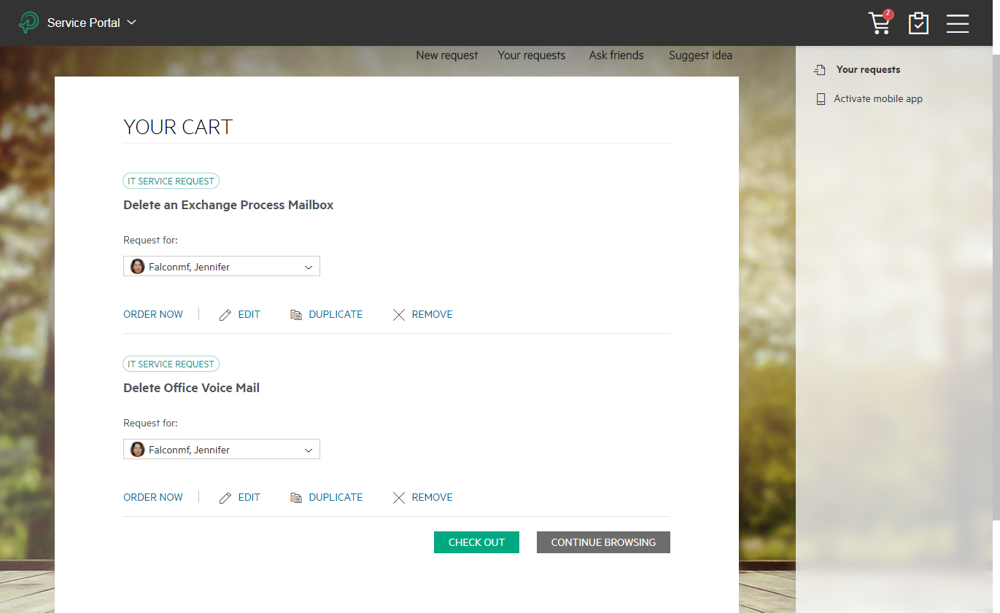 Service Portal
2
New request Your requests Ask friends Suggest idea
Your requests
Activate mobile app
YOUR CART
IT SERVICE REQUEST
Delete an Exchange Process Mailbox
Request for:
Falconmf, Jennifer
ORDER NOW EDIT DUPLICATE REMOVE
IT SERVICE REQUEST
Delete Office Voice Mail
Request for:
Falconmf, Jennifer
ORDER NOW EDIT DUPLICATE REMOVE
CHECK OUT CONTINUE BROWSING